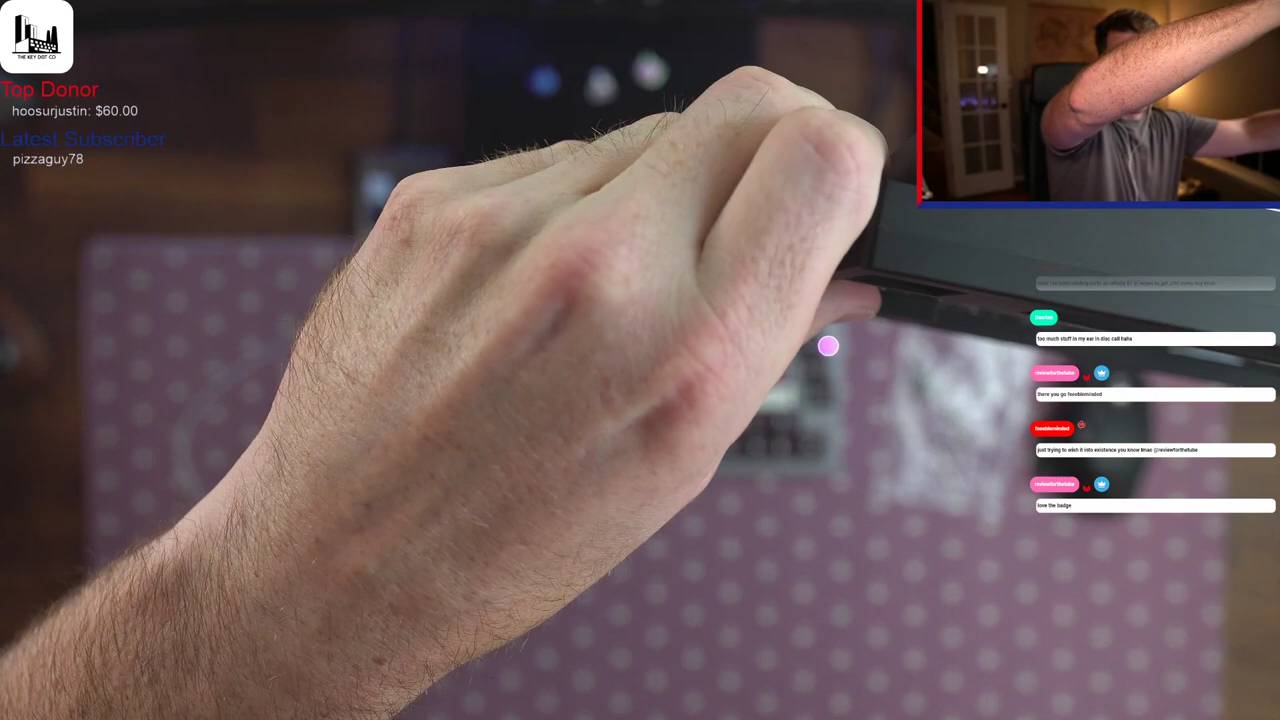 THE KEY DOT CO
Top Donor
hoosurjustin: $60.00
Latest Subscriber
pizzaguy78
too much stuff in my ear in disc call haha
reviewforthetube
there you go feeebleminded
feeebleminded
just trying to wish it into existence you know lmao @reviewforthetube
reviewforthetube
love the badge